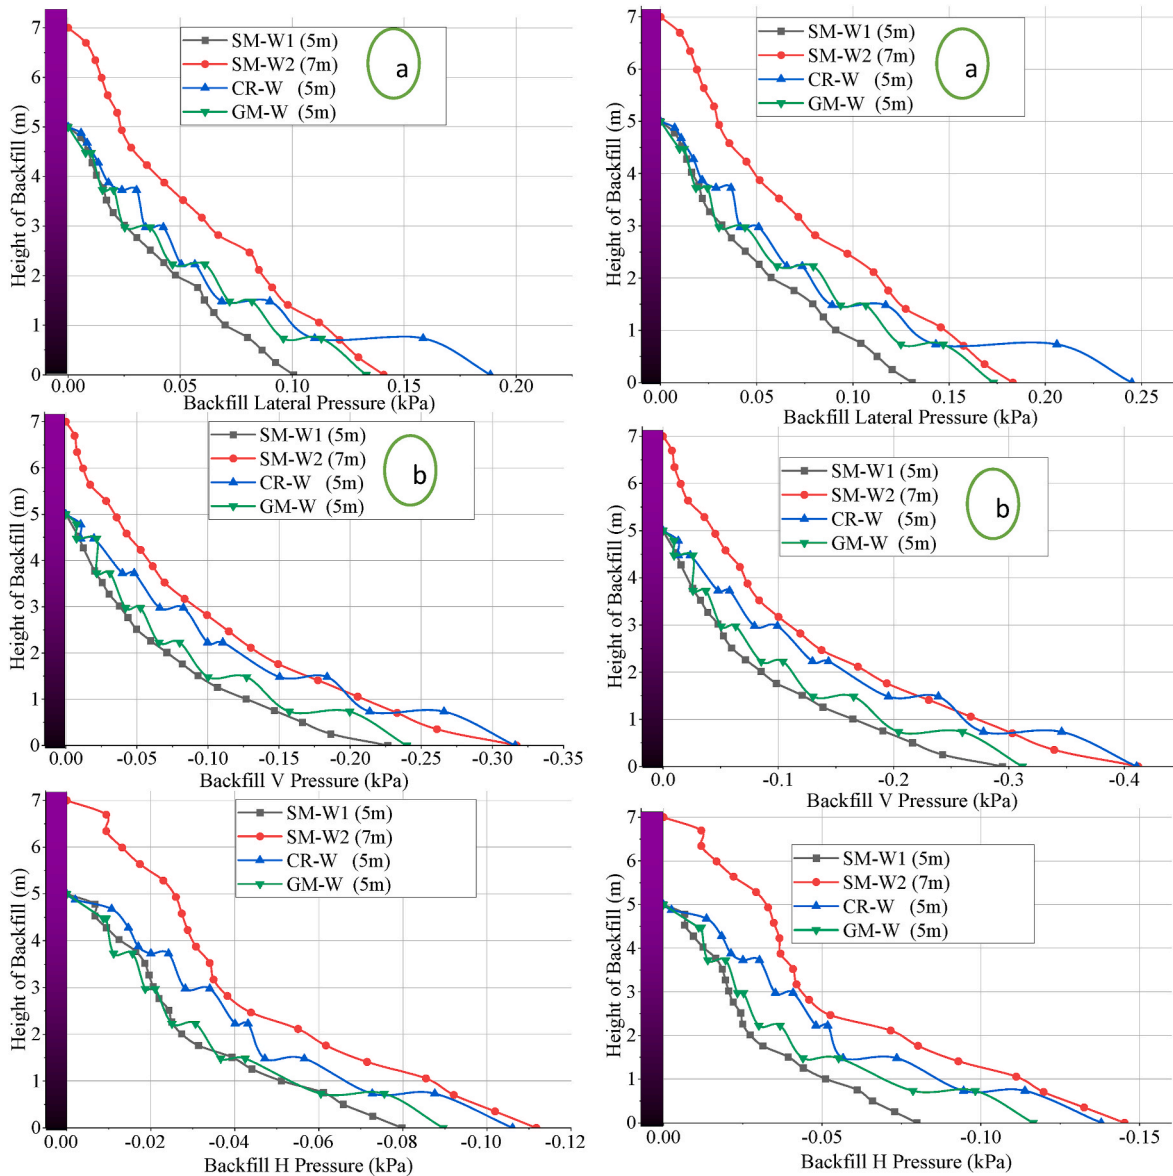 7
6
5
4
3
2
1
0
Height of Backfill (m)
SM-W1 (5m)
SM-W2 (7m)
CR-W (5m)
GM-W (5m)
a
0.00 0.05 0.10 0.15 0.20
Backfill Lateral Pressure (kPa)
7
6
5
4
3
2
1
0
Height of Backfill (m)
SM-W1 (5m)
SM-W2 (7m)
CR-W (5m)
GM-W (5m)
a
0.00 0.05 0.10 0.15 0.20 0.25
Backfill Lateral Pressure (kPa)
7
6
5
4
3
2
1
0
Height of Backfill (m)
SM-W1 (5m)
SM-W2 (7m)
CR-W (5m)
GM-W (5m)
b
0.00 -0.05 -0.10 -0.15 -0.20 -0.25 -0.30 -0.35
Backfill V Pressure (kPa)
7
6
5
4
3
2
1
0
Height of Backfill (m)
SM-W1 (5m)
SM-W2 (7m)
CR-W (5m)
GM-W (5m)
b
0.0 -0.1 -0.2 -0.3 -0.4
Backfill V Pressure (kPa)
7
6
5
4
3
2
1
0
Height of Backfill (m)
SM-W1 (5m)
SM-W2 (7m)
CR-W (5m)
GM-W (5m)
0.00 -0.02 -0.04 -0.06 -0.08 -0.10 -0.12
Backfill H Pressure (kPa)
7
6
5
4
3
2
1
0
Height of Backfill (m)
SM-W1 (5m)
SM-W2 (7m)
CR-W (5m)
GM-W (5m)
0.00 -0.05 -0.10 -0.15
Backfill H Pressure (kPa)